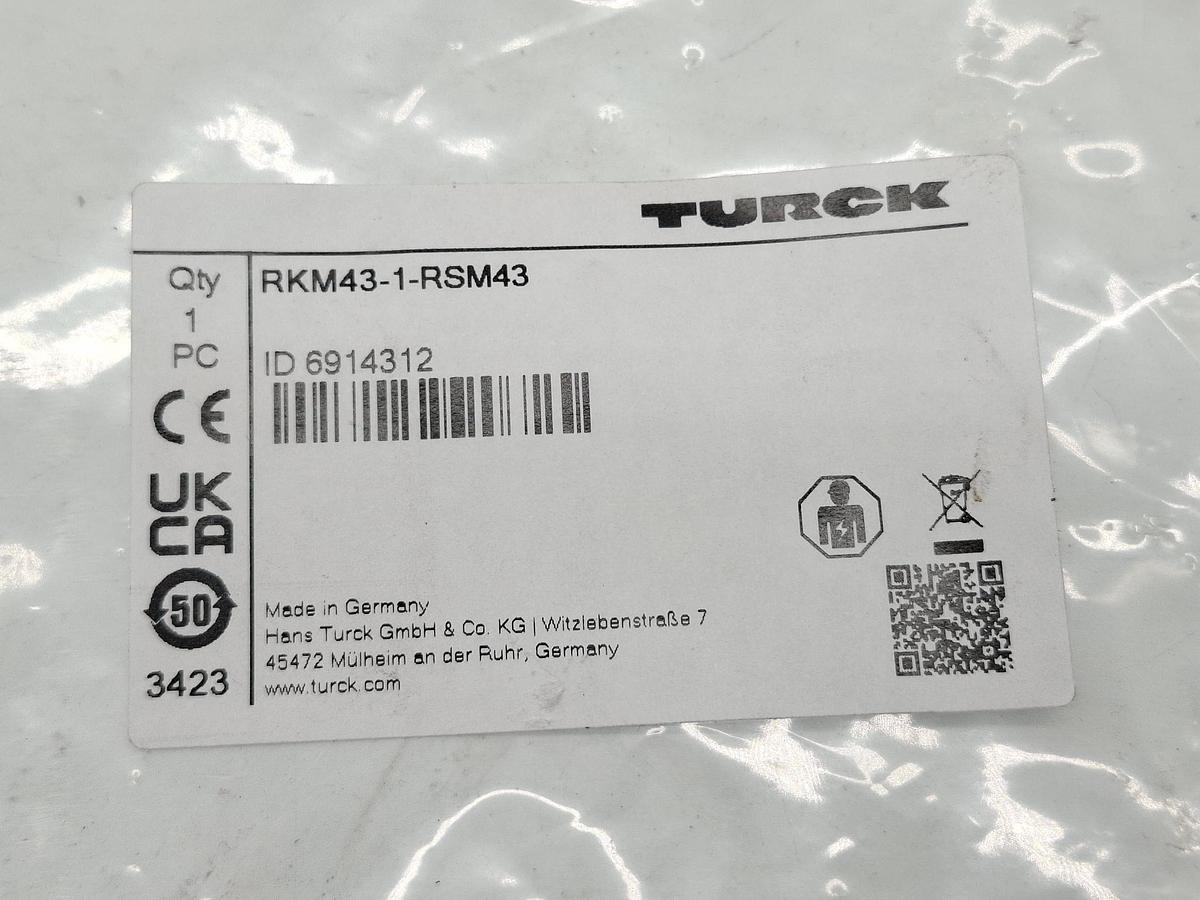 TURCK
Qty
1
PC
CE
UK
CA
50
3423
RKM43-1-RSM43
ID 6914312
Made in Germany
Hans Turck GmbH & Co. KG | Witzlebenstraße 7
45472 Mülheim an der Ruhr, Germany
www.turck.com